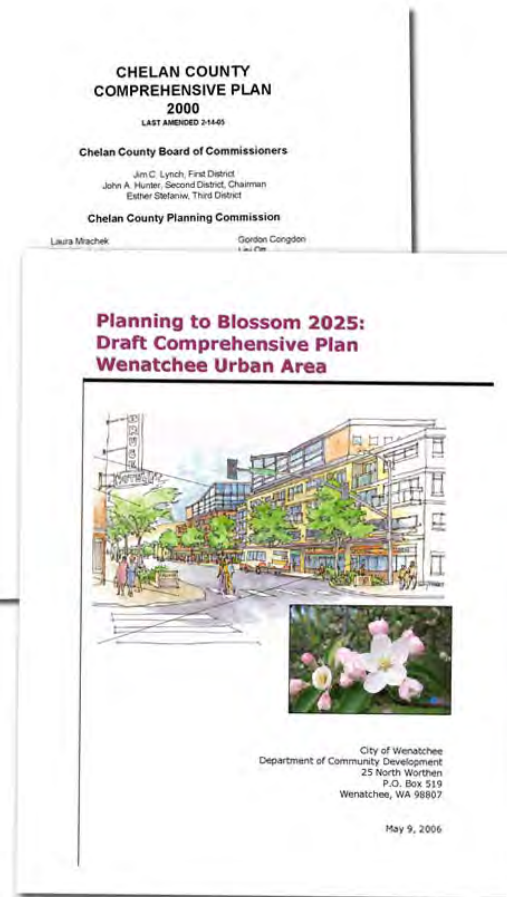 CHELAN COUNTY
COMPREHENSIVE PLAN
2000
LAST AMENDED 2-14-05
Chelan County Board of Commissioners
Jim C. Lynch, First District
John A. Hunter, Second District, Chairman
Esther Stefaniw, Third District
Chelan County Planning Commission
Laura Mrachek
Gordon Congdon
Planning to Blossom 2025:
Draft Comprehensive Plan
Wenatchee Urban Area
City of Wenatchee
Department of Community Development
25 North Worthen
P.O. Box 519
Wenatchee, WA 98807
May 9, 2006